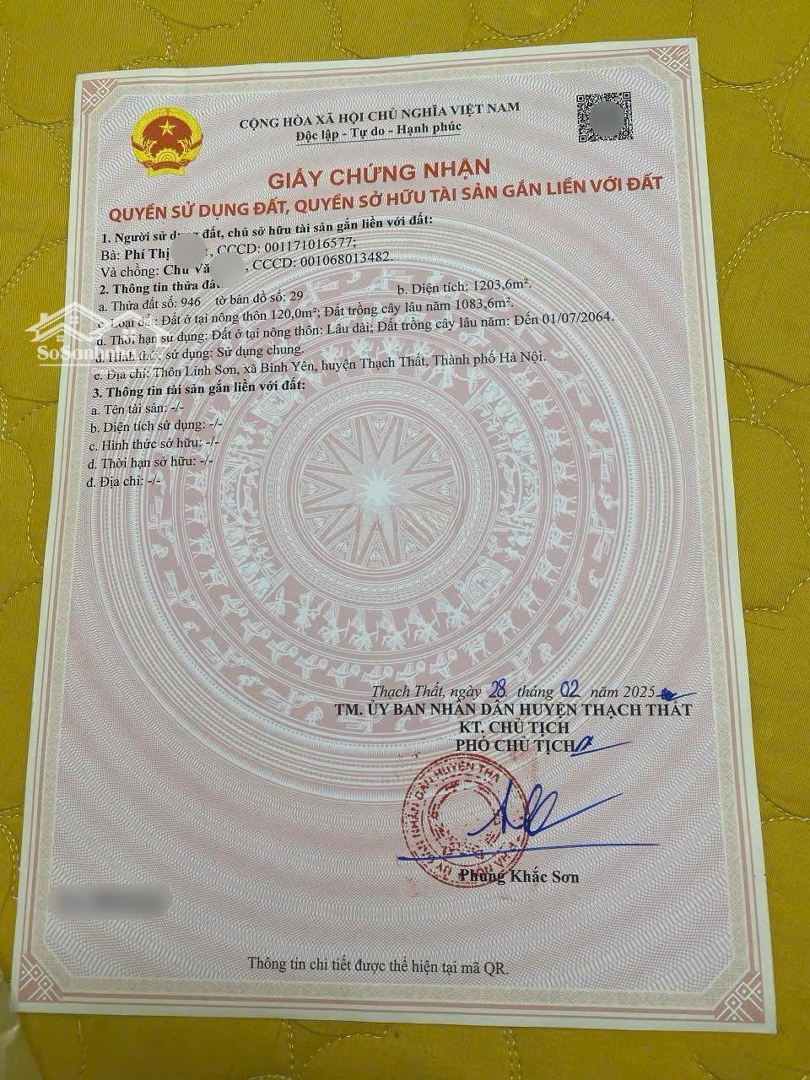 CỘNG HÒA XÃ HỘI CHỦ NGHĨA VIỆT NAM
Độc lập - Tự do - Hạnh phúc
GIẤY CHỨNG NHẬN
QUYỀN SỬ DỤNG ĐẤT, QUYỀN SỞ HỮU TÀI SẢN GẮN LIỀN VỚI ĐẤT
1. Người sử dụng đất, chủ sở hữu tài sản gắn liền với đất:
Bà: Phí Thị, CCCD: 001171016577;
Và chồng: Chu Vă, CCCD: 001068013482.
2. Thông tin thửa đất:
a. Thửa đất số: 946 tờ bản đồ số: 29 b. Diện tích: 1203,6m².
c. Loại đất: Đất ở tại nông thôn 120,0m²; Đất trồng cây lâu năm 1083,6m².
d. Thời hạn sử dụng: Đất ở tại nông thôn: Lâu dài; Đất trồng cây lâu năm: Đến 01/07/2064.
đ. Hình thức sử dụng: Sử dụng chung.
e. Địa chỉ: Thôn Linh Sơn, xã Bình Yên, huyện Thạch Thất, Thành phố Hà Nội.
3. Thông tin tài sản gắn liền với đất:
a. Tên tài sản: -/-
b. Diện tích sử dụng: -/-
c. Hình thức sở hữu: -/-
d. Thời hạn sở hữu: -/-
đ. Địa chỉ: -/-
Thạch Thất, ngày 28 tháng 02 năm 2025
TM. ỦY BAN NHÂN DÂN HUYỆN THẠCH THẤT
KT. CHỦ TỊCH
PHÓ CHỦ TỊCH
Phùng Khắc Sơn
Thông tin chi tiết được thể hiện tại mã QR.